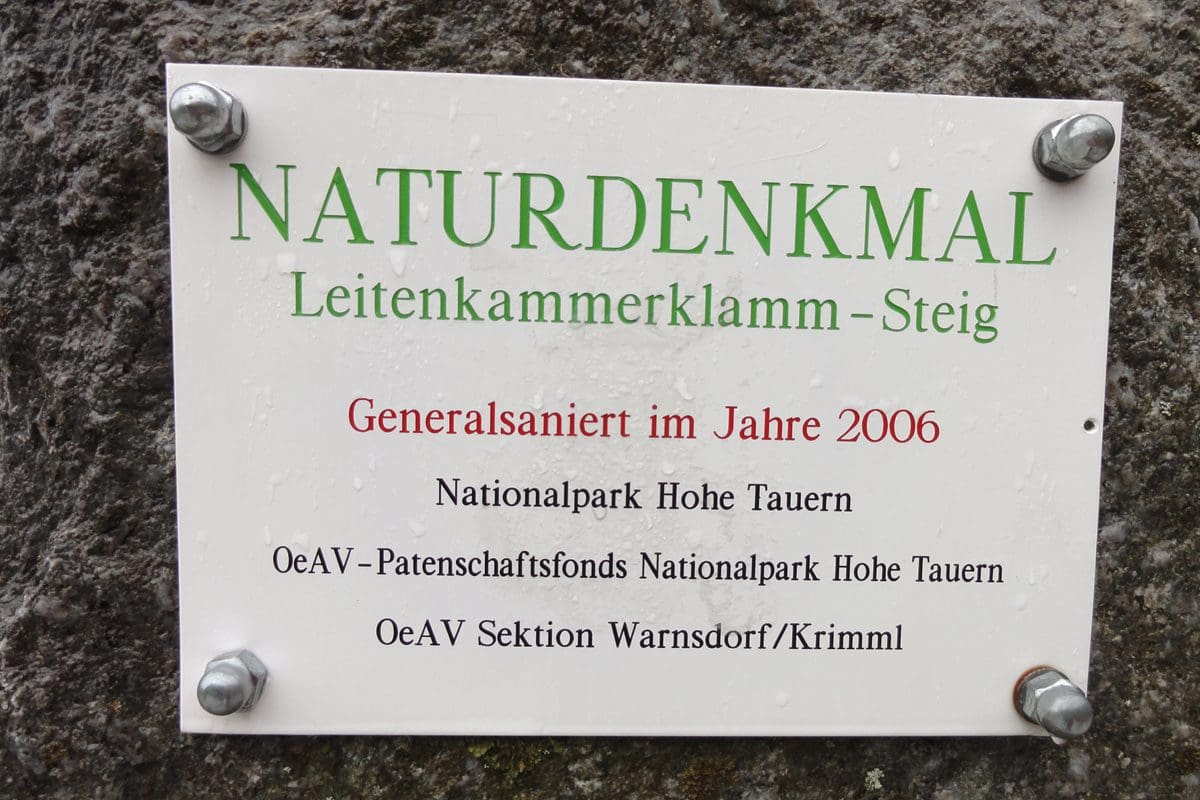 NATURDENKMAL
Leitenkammerklamm-Steig
Generalsaniert im Jahre 2006
Nationalpark Hohe Tauern
OeAV-Patenschaftsfonds Nationalpark Hohe Tauern
OeAV Sektion Warnsdorf/Krimml